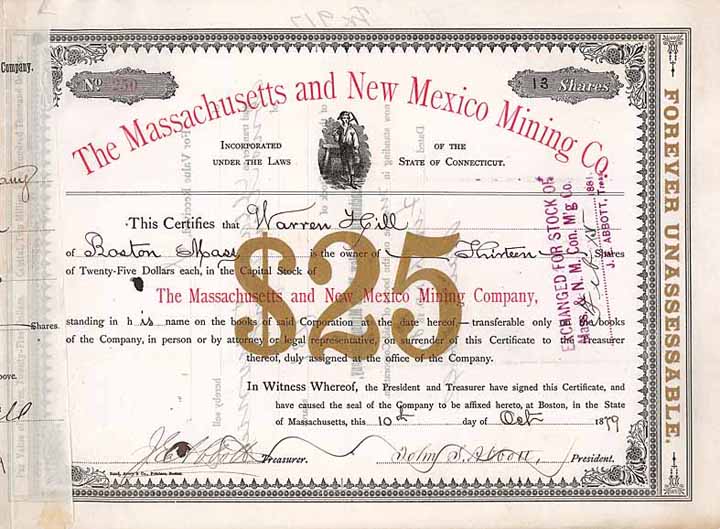 Nº 250
13 Shares
The Massachusetts and New Mexico Mining Co
Incorporated under the Laws
of the State of Connecticut.
This Certifies that Warren Hill
of Boston Mass is the owner of Thirteen Shares
of Twenty-Five Dollars each, in the Capital Stock of
$25
The Massachusetts and New Mexico Mining Company,
standing in his name on the books of said Corporation at the date hereof—transferable only on the books
of the Company, in person or by attorney or legal representative, on surrender of this Certificate to the Treasurer
thereof, duly assigned at the office of the Company.
In Witness Whereof, the President and Treasurer have signed this Certificate, and
have caused the seal of the Company to be affixed hereto, at Boston, in the State
of Massachusetts, this 10th day of Oct 1879
Treasurer.
President.
FOREVER UNASSESSABLE.
EXCHANGED FOR STOCK OF
Mass. & N. M. Con. M'g Co.
1881.
ABBOTT, Treas
Company.
Shares
above.